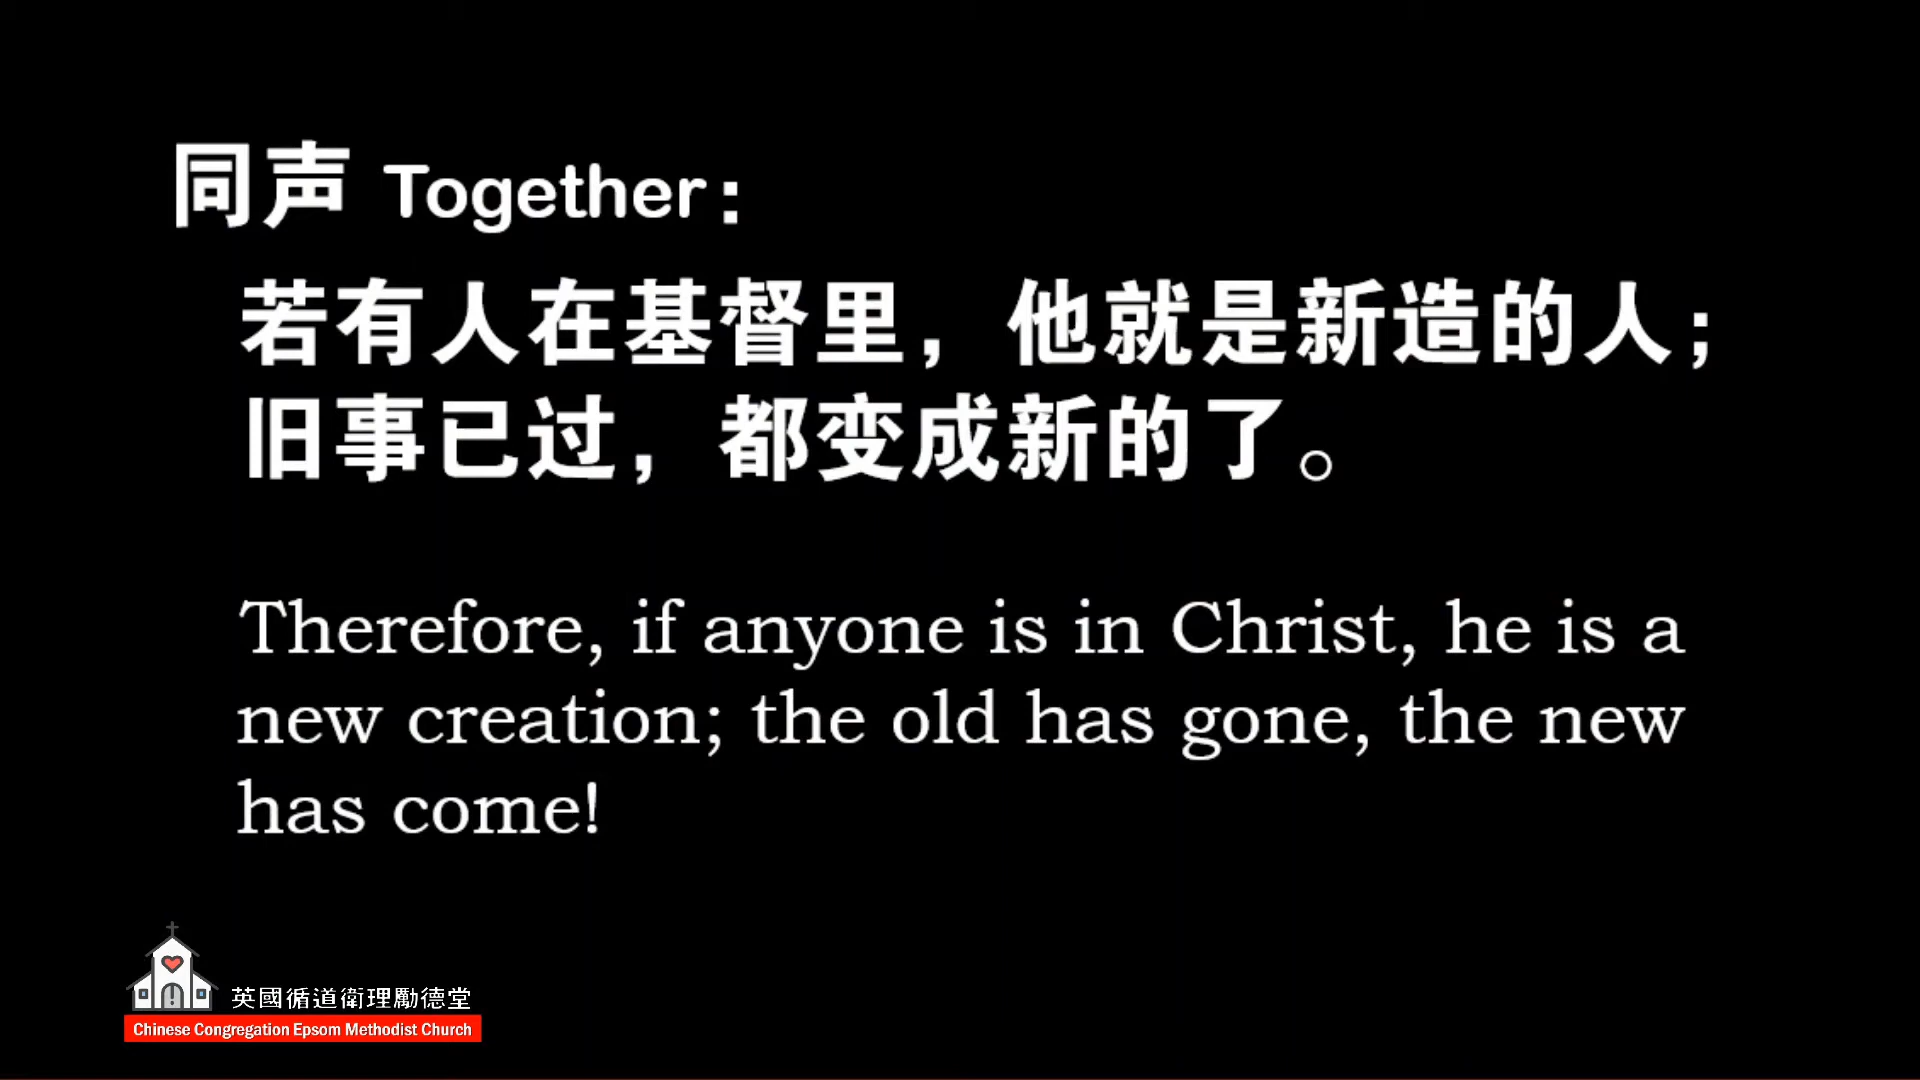 同声 Together：
若有人在基督里，他就是新造的人；
旧事已过，都变成新的了。
Therefore, if anyone is in Christ, he is a
new creation; the old has gone, the new
has come!
英國循道衛理勵德堂
Chinese Congregation Epsom Methodist Church